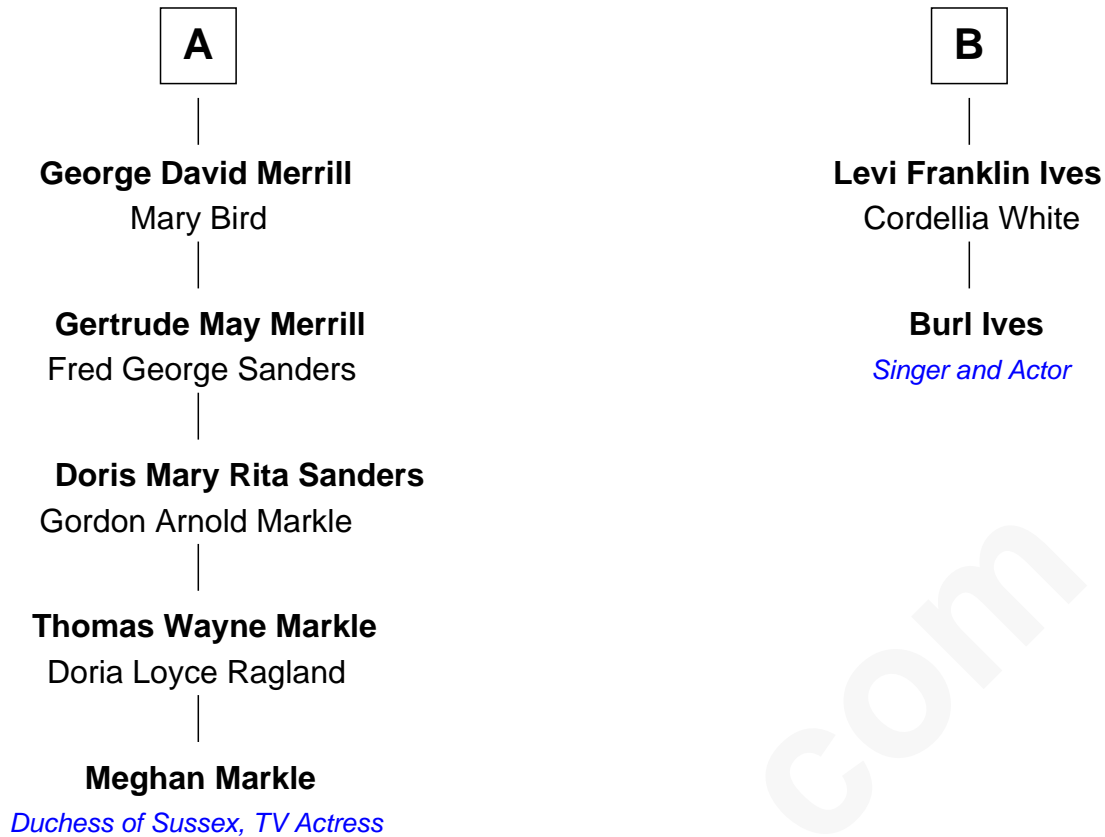 A
George David Merrill
Mary Bird
Gertrude May Merrill
Fred George Sanders
Doris Mary Rita Sanders
Gordon Arnold Markle
Thomas Wayne Markle
Doria Loyce Ragland
Meghan Markle
Duchess of Sussex, TV Actress
B
Levi Franklin Ives
Cordellia White
Burl Ives
Singer and Actor
com